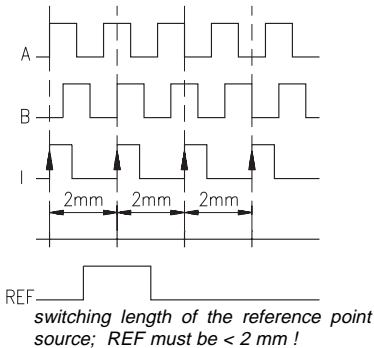 A
B
I
2mm 2mm 2mm
REF
switching length of the reference point
source; REF must be < 2 mm !